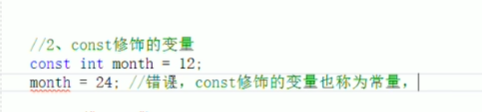 //2、const修饰的变量
const int month = 12;
month = 24; //错误，const修饰的变量也称为常量，